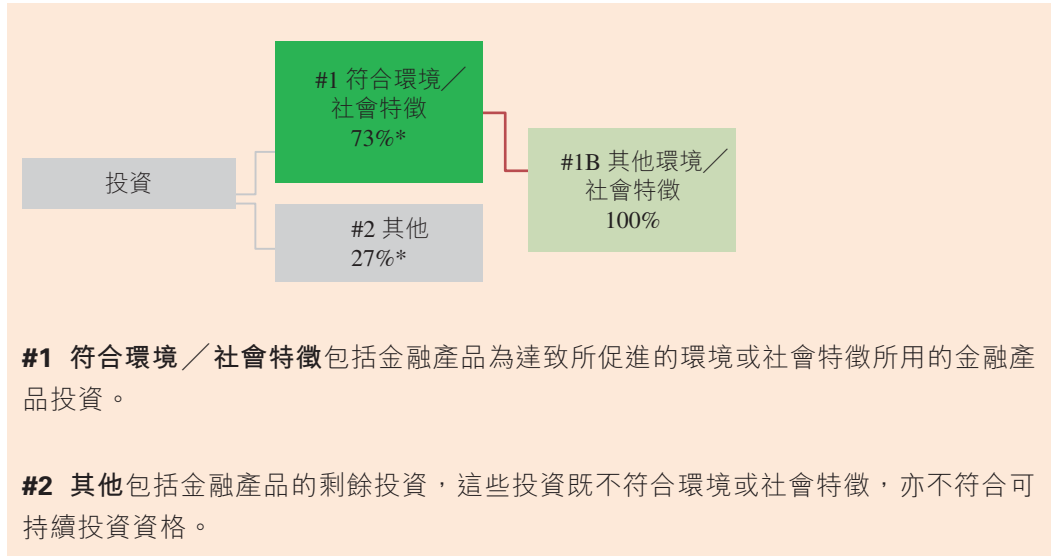 #1 符合環境╱
社會特徵
73%*
投資
#1B 其他環境╱
社會特徵
100%
#2 其他
27%*
#1 符合環境╱社會特徵包括金融產品為達致所促進的環境或社會特徵所用的金融產
品投資。
#2 其他包括金融產品的剩餘投資，這些投資既不符合環境或社會特徵，亦不符合可
持續投資資格。